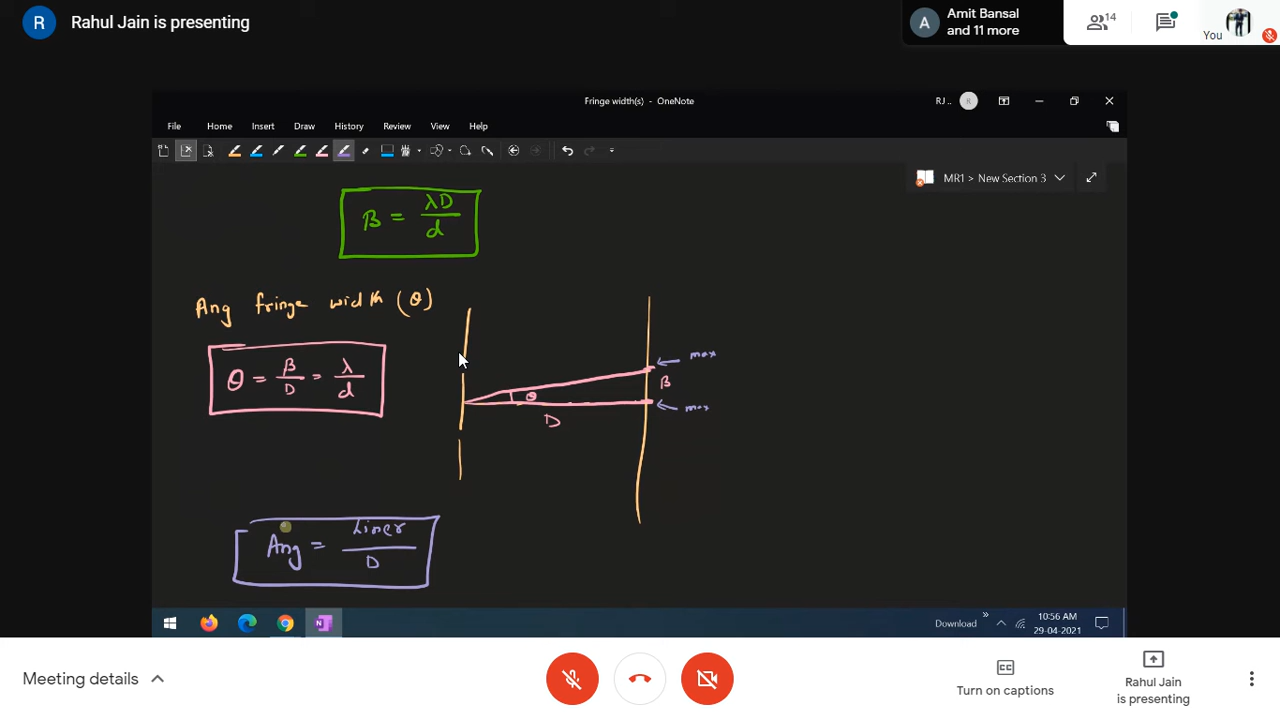 R
Rahul Jain is presenting
A
Amit Bansal
and 11 more
14
You
Fringe width(s) - OneNote
RJ ..
N
File Home Insert Draw History Review View Help
MR1 > New Section 3
β = λD
d
Ang fringe width (θ)
θ = β = λ
D d
max
β
θ
max
D
Ang = Liner
D
Download
»
10:56 AM
29-04-2021
Meeting details
CC
Turn on captions
Rahul Jain
is presenting